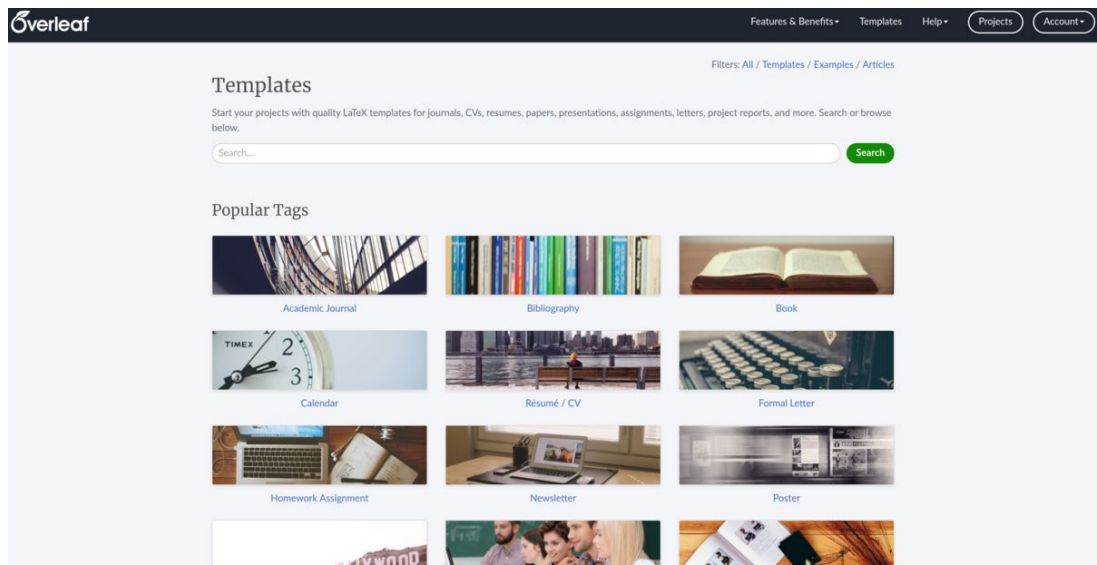 Overleaf
Features & Benefits
Templates
Help
Projects
Account
Filters: All / Templates / Examples / Articles
Templates
Start your projects with quality LaTeX templates for journals, CVs, resumes, papers, presentations, assignments, letters, project reports, and more. Search or browse
below.
Search...
Search
Popular Tags
Academic Journal
Bibliography
Book
TIMEX
2
3
Calendar
Résumé / CV
Formal Letter
Homework Assignment
Newsletter
Poster